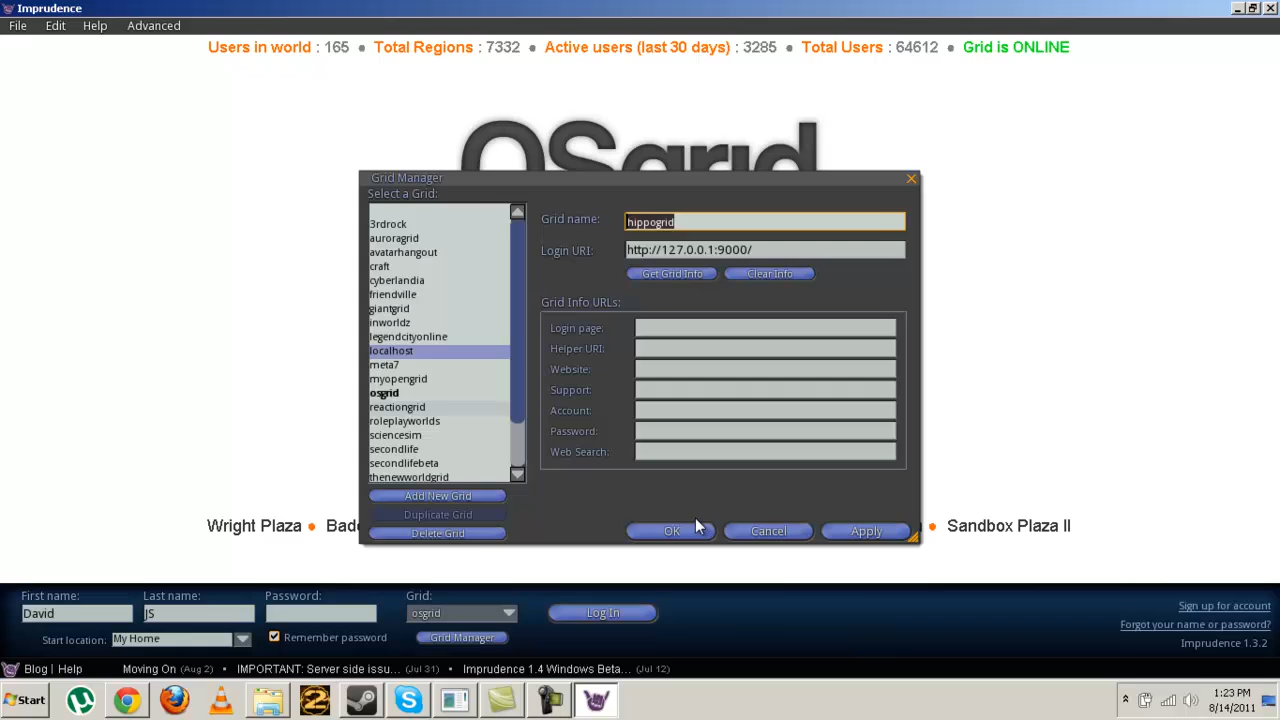 Imprudence
File Edit Help Advanced
Users in world : 165 ● Total Regions : 7332 ● Active users (last 30 days) : 3285 ● Total Users : 64612 ● Grid is ONLINE
OSgrid
Grid Manager
Select a Grid:
3rdrock
auroragrid
avatarhangout
craft
cyberlandia
friendville
giantgrid
inworldz
legendcityonline
localhost
meta7
myopengrid
osgrid
reactiongrid
roleplayworlds
sciencesim
secondlife
secondlifebeta
thenewworldgrid
Add New Grid
Duplicate Grid
Delete Grid
Grid name: hippogrid
Login URI: http://127.0.0.1:9000/
Get Grid Info Clear Info
Grid Info URLs:
Login page:
Helper URI:
Website:
Support:
Account:
Password:
Web Search:
OK Cancel Apply
Wright Plaza ● ● Sandbox Plaza II
First name: Last name: Password: Grid:
David JS osgrid Log In
Start location: My Home Remember password Grid Manager
Sign up for account
Forgot your name or password?
Imprudence 1.3.2
Blog | Help Moving On (Aug 2) • IMPORTANT: Server side issu... (Jul 31) • Imprudence 1.4 Windows Beta... (Jul 12)
Start
1:23 PM
8/14/2011